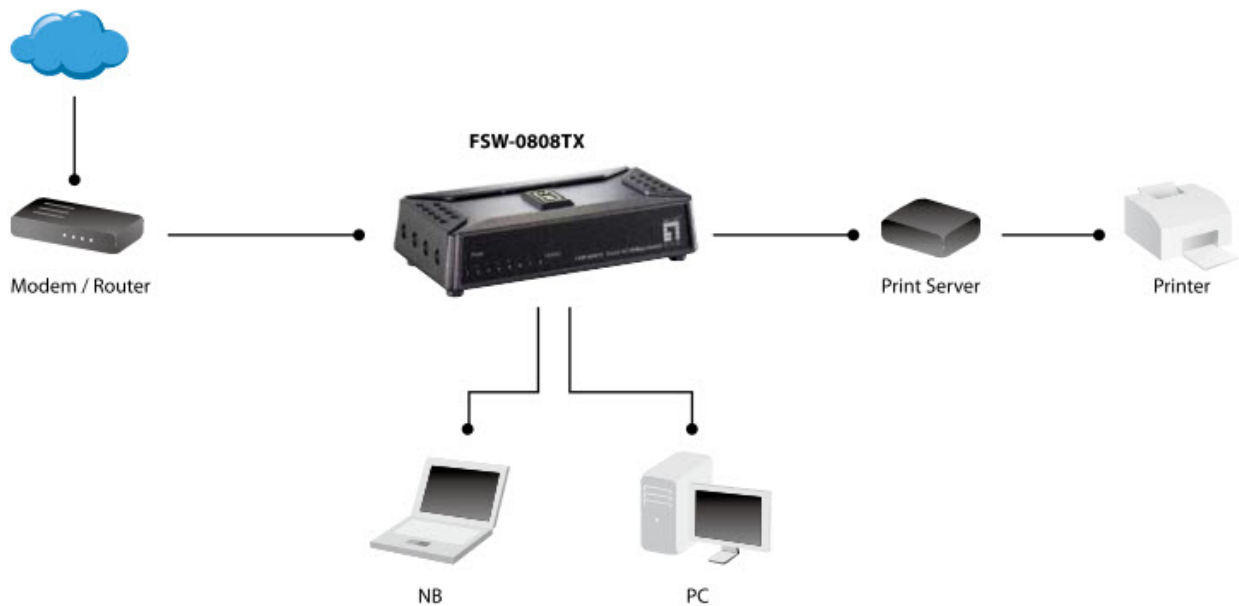 FSW-0808TX
Modem / Router
Print Server
Printer
NB
PC